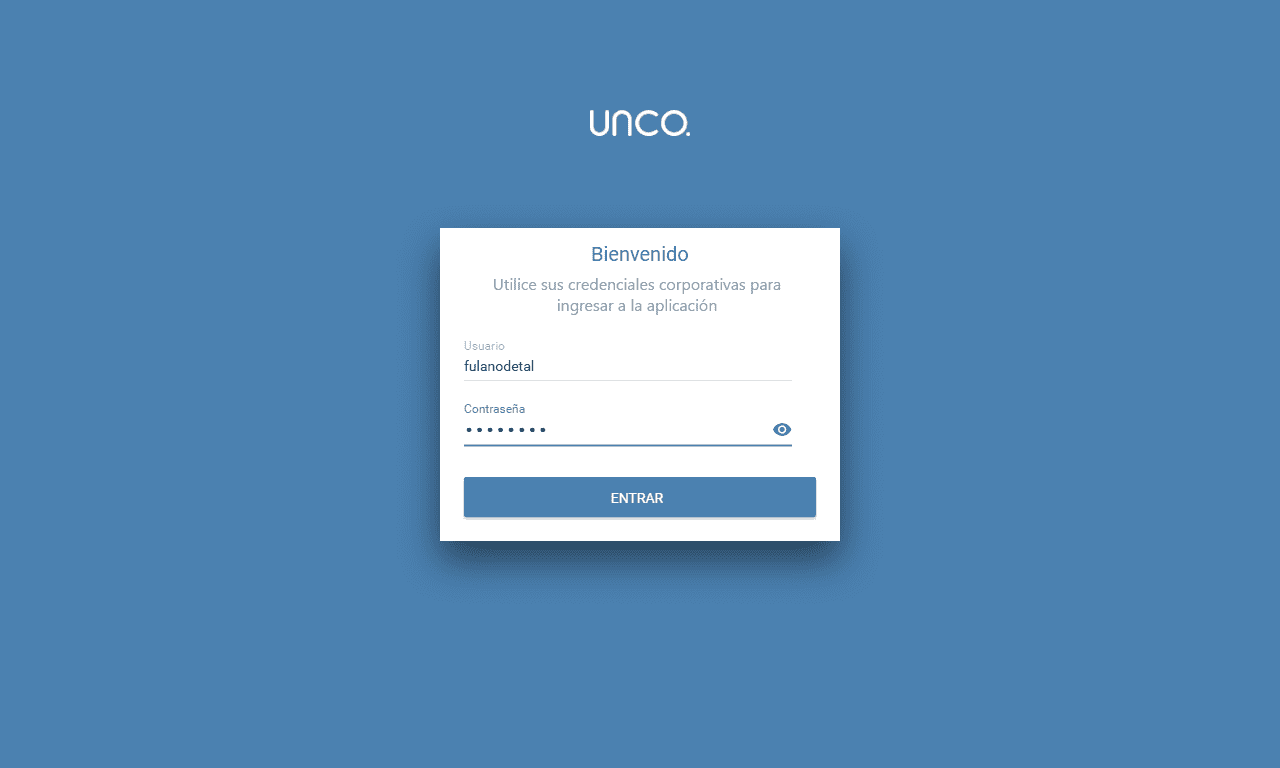 UNCO.
Bienvenido
Utilice sus credenciales corporativas para
ingresar a la aplicación
Usuario
fulanodetal
Contraseña
••••••••
ENTRAR